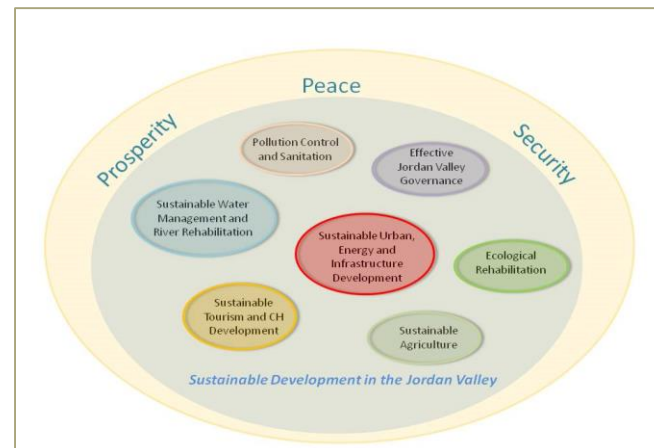 Peace
Prosperity
Security
Pollution Control
and Sanitation
Effective
Jordan Valley
Governance
Sustainable Water
Management and
River Rehabilitation
Sustainable Urban,
Energy and
Infrastructure
Development
Ecological
Rehabilitation
Sustainable
Tourism and CH
Development
Sustainable
Agriculture
Sustainable Development in the Jordan Valley